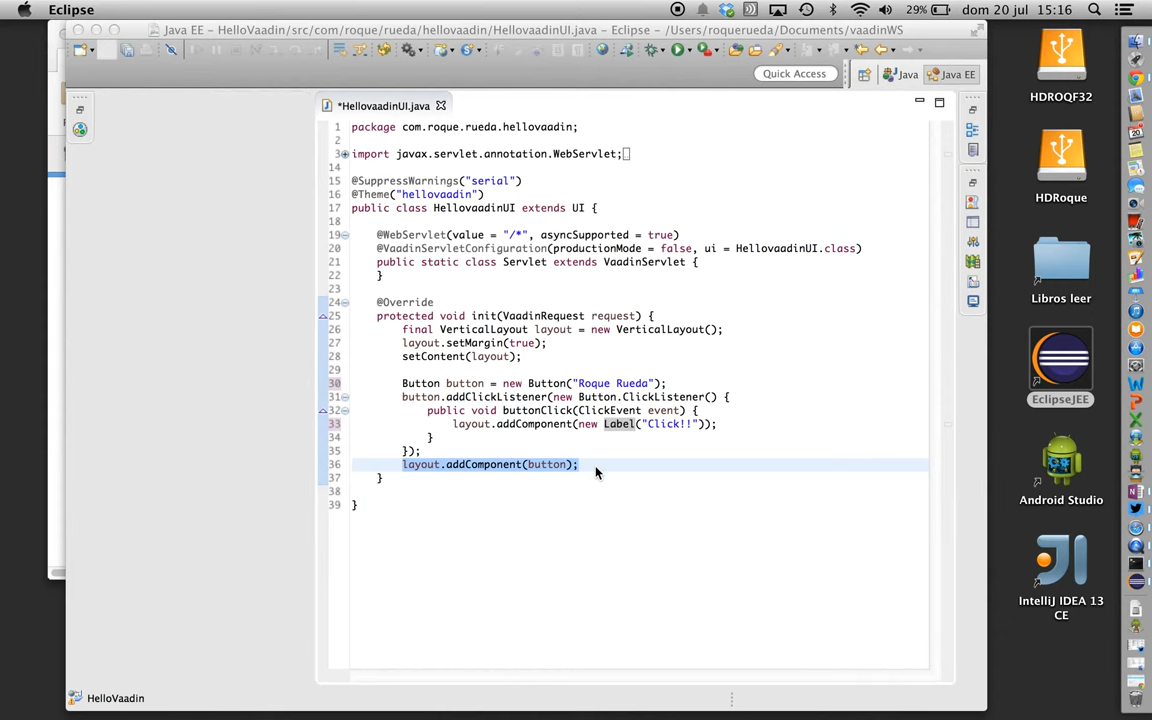 Eclipse
29%
dom 20 jul 15:16
Java EE - HelloVaadin/src/com/roque/rueda/hellovaadin/HellovaadinUI.java - Eclipse - /Users/roquerueda/Documents/vaadinWS
Quick Access
Java
Java EE
*HellovaadinUI.java
1 package com.roque.rueda.hellovaadin;
2
3 import javax.servlet.annotation.WebServlet;
14
15 @SuppressWarnings("serial")
16 @Theme("hellovaadin")
17 public class HellovaadinUI extends UI {
18
19 @WebServlet(value = "/*", asyncSupported = true)
20 @VaadinServletConfiguration(productionMode = false, ui = HellovaadinUI.class)
21 public static class Servlet extends VaadinServlet {
22 }
23
24 @Override
25 protected void init(VaadinRequest request) {
26 final VerticalLayout layout = new VerticalLayout();
27 layout.setMargin(true);
28 setContent(layout);
29
30 Button button = new Button("Roque Rueda");
31 button.addClickListener(new Button.ClickListener() {
32 public void buttonClick(ClickEvent event) {
33 layout.addComponent(new Label("Click!!"));
34 }
35 });
36 layout.addComponent(button);
37 }
38
39 }
HDROQF32
HDRoque
Libros leer
EclipseJEE
Android Studio
IntelliJ IDEA 13
CE
HelloVaadin